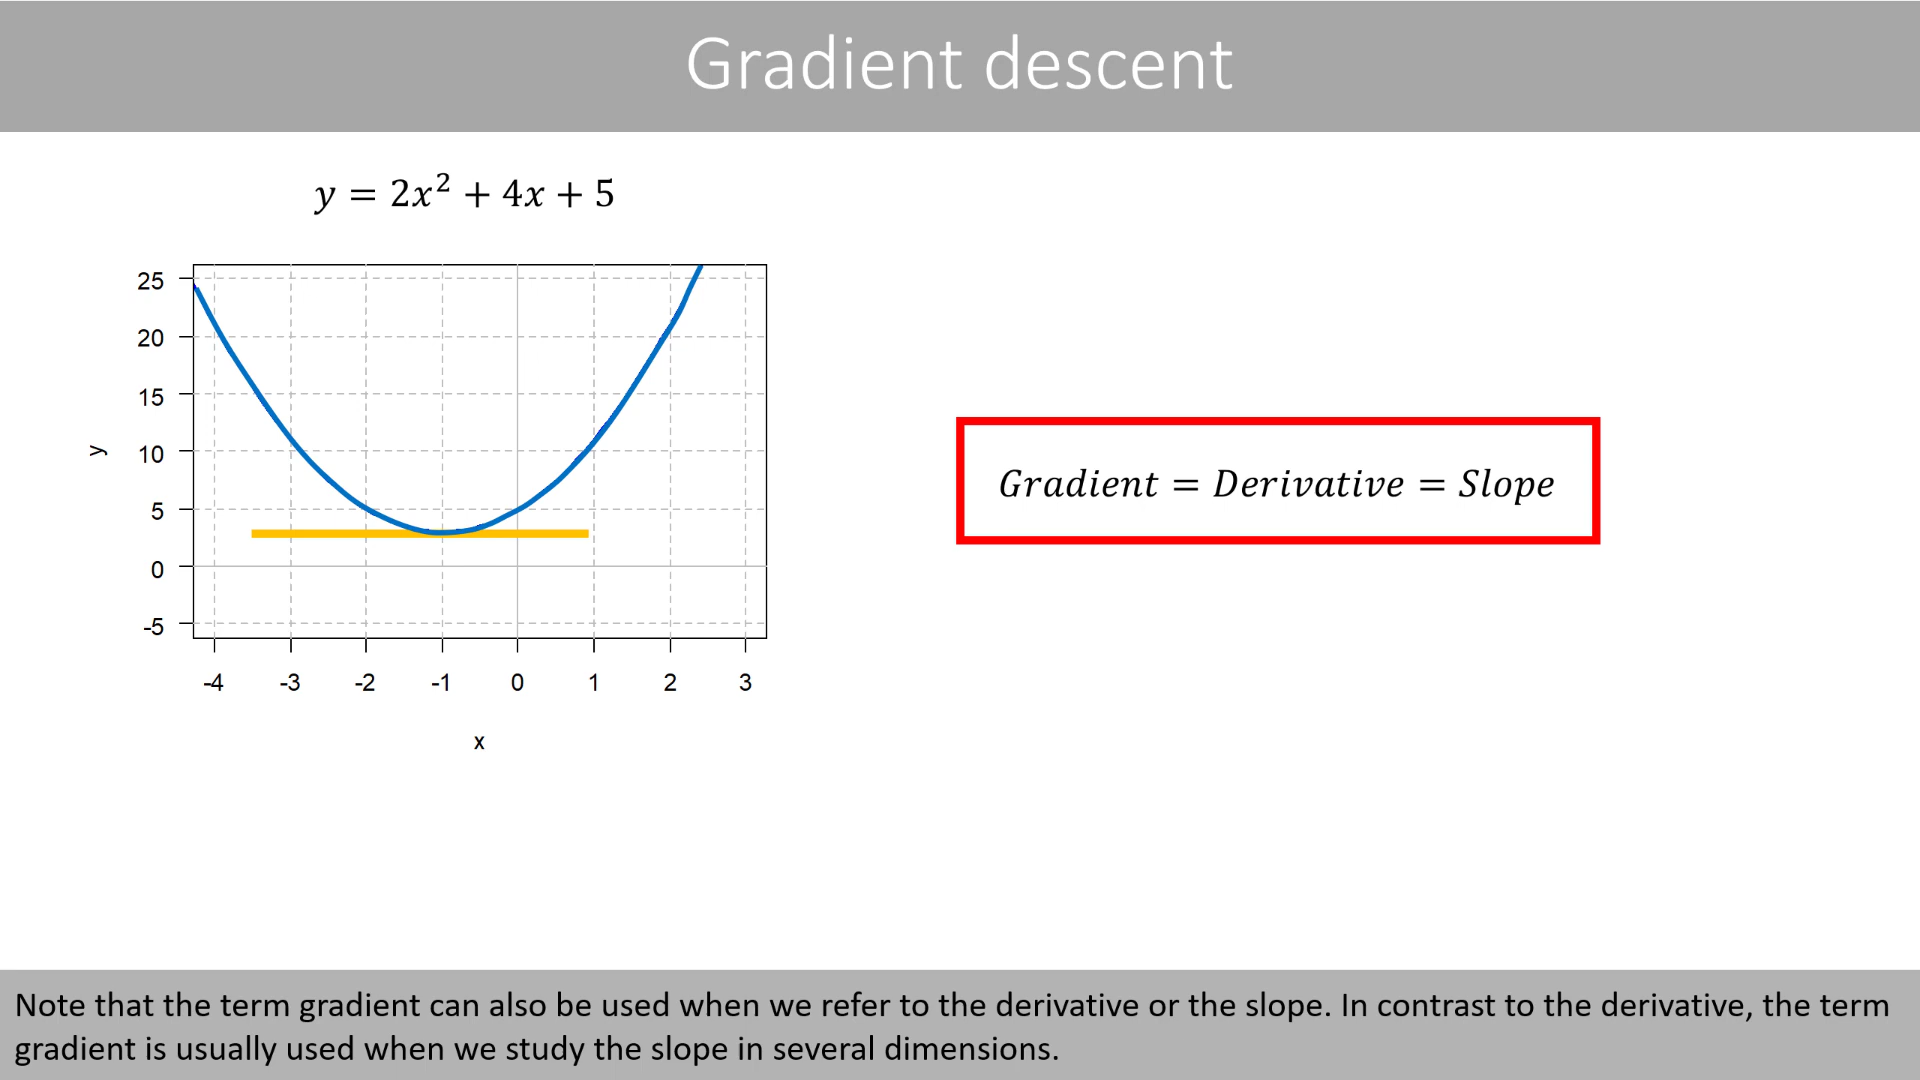 Gradient descent
y = 2x² + 4x + 5
25
20
15
10
5
0
-5
y
-4 -3 -2 -1 0 1 2 3
x
Gradient = Derivative = Slope
Note that the term gradient can also be used when we refer to the derivative or the slope. In contrast to the derivative, the term
gradient is usually used when we study the slope in several dimensions.